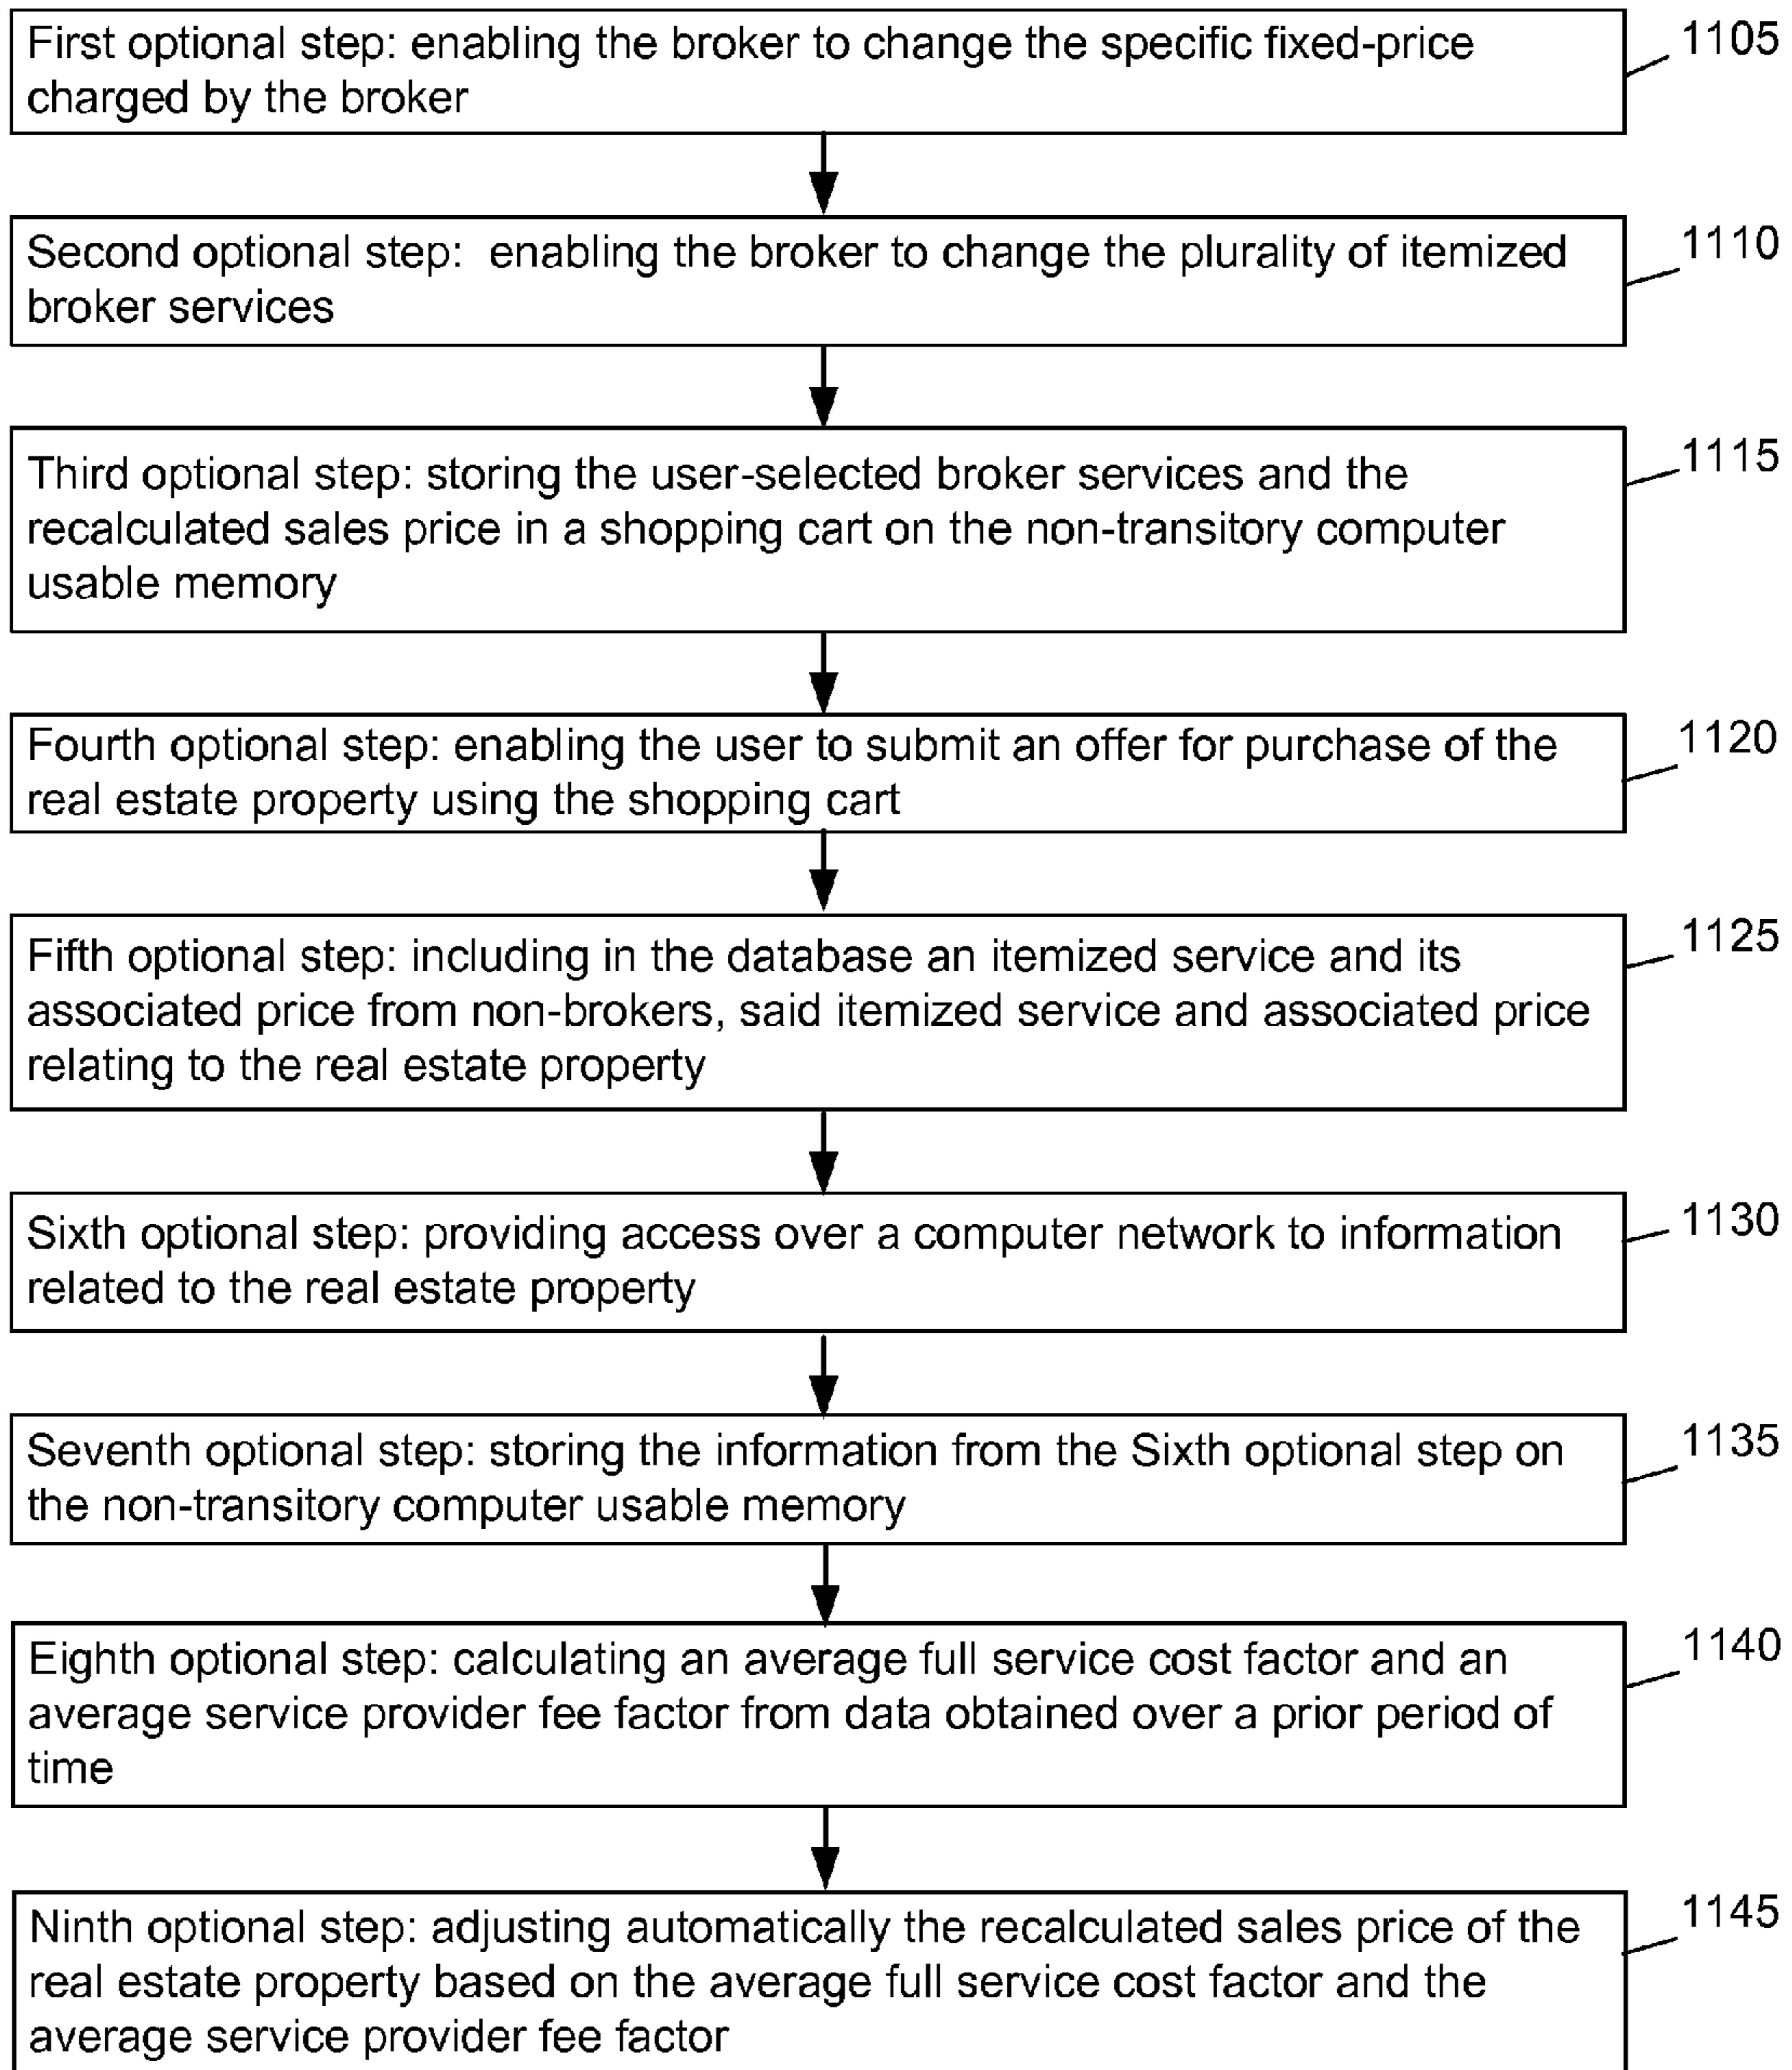 First optional step: enabling the broker to change the specific fixed-price
charged by the broker
1105
Second optional step:  enabling the broker to change the plurality of itemized
broker services
1110
Third optional step: storing the user-selected broker services and the
recalculated sales price in a shopping cart on the non-transitory computer
usable memory
1115
Fourth optional step: enabling the user to submit an offer for purchase of the
real estate property using the shopping cart
1120
Fifth optional step: including in the database an itemized service and its
associated price from non-brokers, said itemized service and associated price
relating to the real estate property
1125
Sixth optional step: providing access over a computer network to information
related to the real estate property
1130
Seventh optional step: storing the information from the Sixth optional step on
the non-transitory computer usable memory
1135
Eighth optional step: calculating an average full service cost factor and an
average service provider fee factor from data obtained over a prior period of
time
1140
Ninth optional step: adjusting automatically the recalculated sales price of the
real estate property based on the average full service cost factor and the
average service provider fee factor
1145